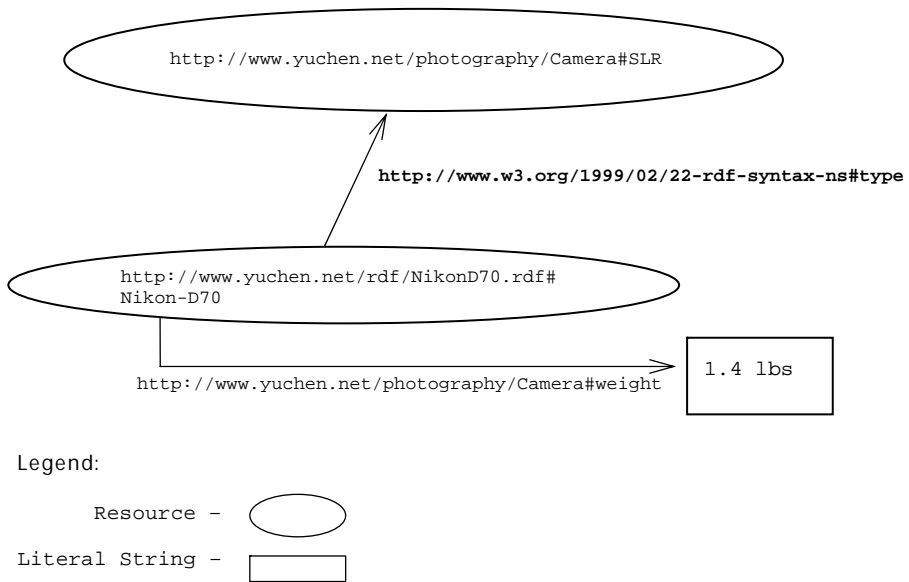 http://www.yuchen.net/photography/Camera#SLR
http://www.w3.org/1999/02/22-rdf-syntax-ns#type
http://www.yuchen.net/rdf/NikonD70.rdf#
Nikon-D70
1.4 lbs
http://www.yuchen.net/photography/Camera#weight
Legend:
Resource –
Literal String –